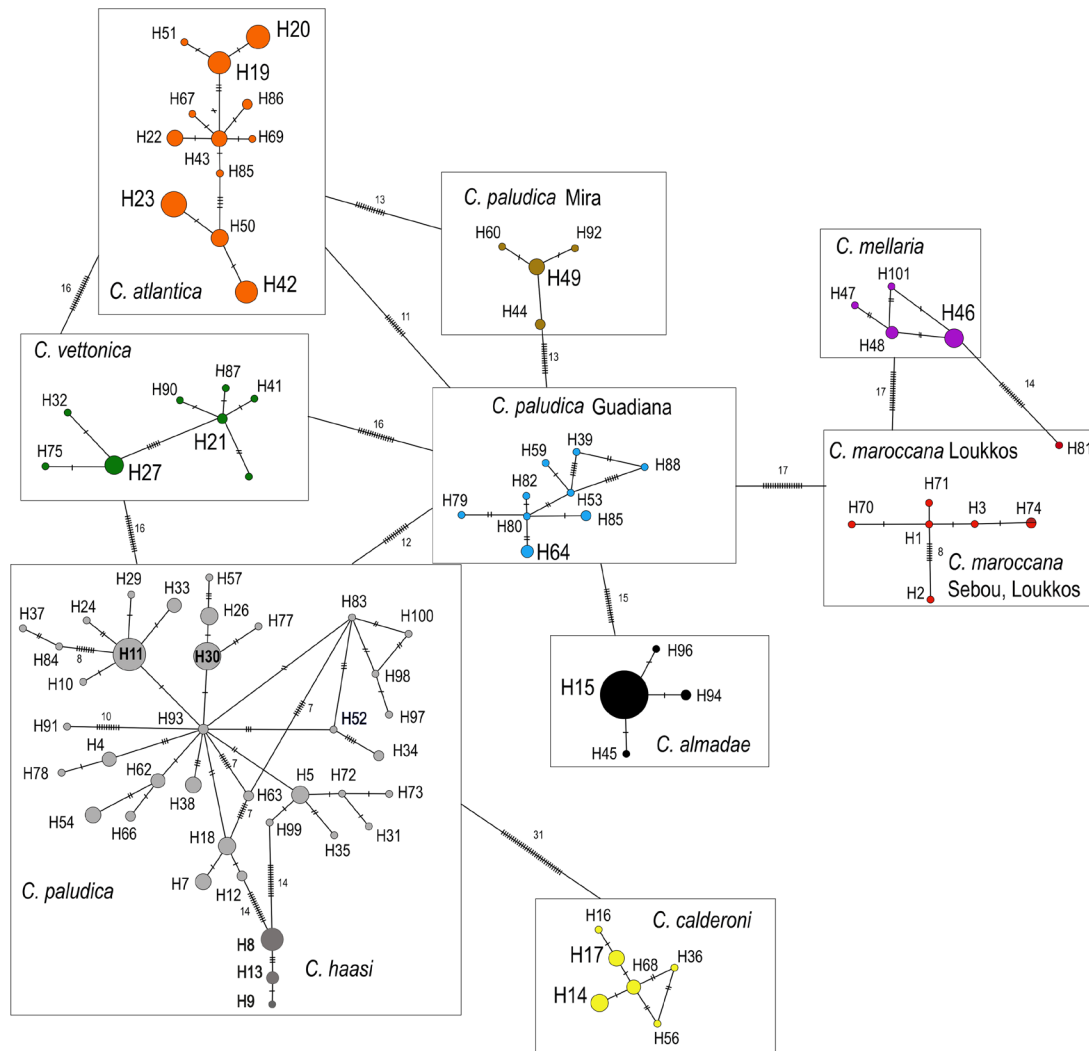 H51
H20
H19
H67
H86
H22
H69
H43
H85
H23
H50
H42
C. atlantica
13
C. paludica Mira
H60
H92
H49
H44
13
C. mellaria
H101
H47
H46
H48
16
11
17
14
C. vettonica
H87
H90
H41
H32
H21
H75
H27
16
C. paludica Guadiana
H39
H59
H88
H82
H79
H53
H80
H85
H64
17
H81
C. maroccana Loukkos
H71
H70
H3
H74
H1
8
C. maroccana
Sebou, Loukkos
H2
16
12
15
H57
H29
H33
H83
H24
H26
H100
H37
H77
H11
H30
H84
8
H98
H10
H97
7
H91
10
H93
H52
H4
H34
7
H78
H62
H5
H72
H73
H38
H63
H54
7
H99
H66
H18
H35
H31
H7
H12
14
14
C. paludica
H8
C. haasi
H13
H9
H96
H15
H94
H45
C. almadae
31
C. calderoni
H16
H17
H68
H36
H14
H56